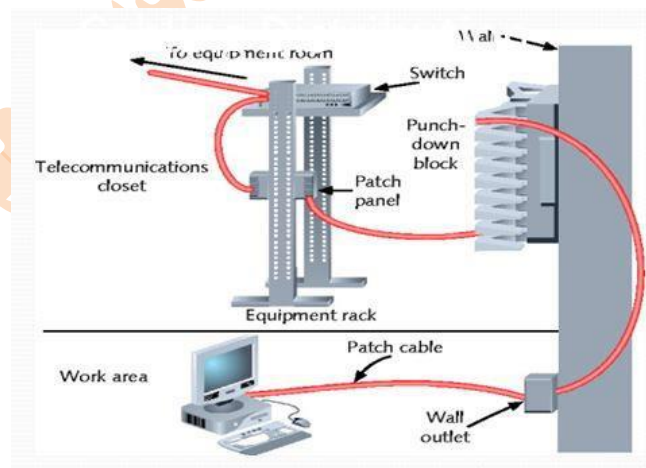 To equipment room
Wall
Switch
Punch-
down
block
Telecommunications
closet
Patch
panel
Equipment rack
Patch cable
Work area
Wall
outlet